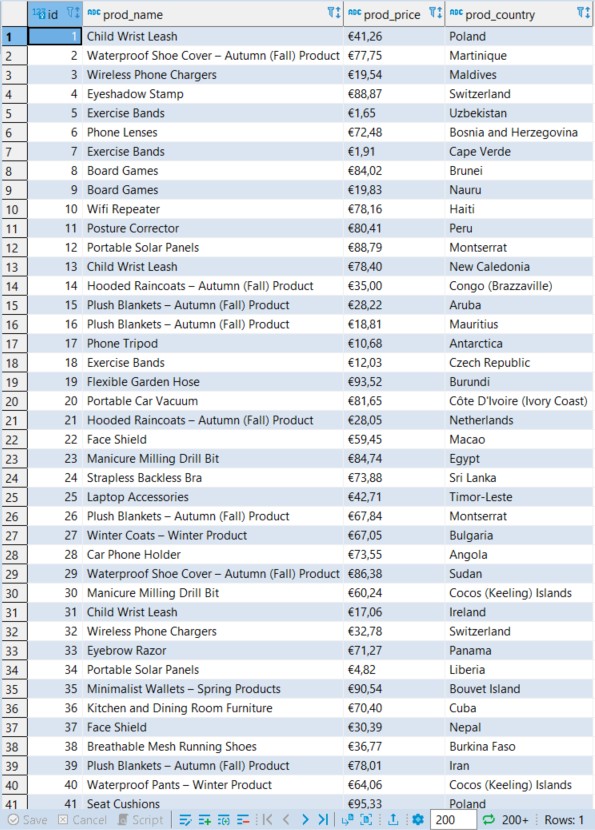 123 id ABC prod_name ABC prod_price ABC prod_country
1 1 Child Wrist Leash €41,26 Poland
2 2 Waterproof Shoe Cover – Autumn (Fall) Product €77,75 Martinique
3 3 Wireless Phone Chargers €19,54 Maldives
4 4 Eyeshadow Stamp €88,87 Switzerland
5 5 Exercise Bands €1,65 Uzbekistan
6 6 Phone Lenses €72,48 Bosnia and Herzegovina
7 7 Exercise Bands €1,91 Cape Verde
8 8 Board Games €84,02 Brunei
9 9 Board Games €19,83 Nauru
10 10 Wifi Repeater €78,16 Haiti
11 11 Posture Corrector €80,41 Peru
12 12 Portable Solar Panels €88,79 Montserrat
13 13 Child Wrist Leash €78,40 New Caledonia
14 14 Hooded Raincoats – Autumn (Fall) Product €35,00 Congo (Brazzaville)
15 15 Plush Blankets – Autumn (Fall) Product €28,22 Aruba
16 16 Plush Blankets – Autumn (Fall) Product €18,81 Mauritius
17 17 Phone Tripod €10,68 Antarctica
18 18 Exercise Bands €12,03 Czech Republic
19 19 Flexible Garden Hose €93,52 Burundi
20 20 Portable Car Vacuum €81,65 Côte D'Ivoire (Ivory Coast)
21 21 Hooded Raincoats – Autumn (Fall) Product €28,05 Netherlands
22 22 Face Shield €59,45 Macao
23 23 Manicure Milling Drill Bit €84,74 Egypt
24 24 Strapless Backless Bra €73,88 Sri Lanka
25 25 Laptop Accessories €42,71 Timor-Leste
26 26 Plush Blankets – Autumn (Fall) Product €67,84 Montserrat
27 27 Winter Coats – Winter Product €67,05 Bulgaria
28 28 Car Phone Holder €73,55 Angola
29 29 Waterproof Shoe Cover – Autumn (Fall) Product €86,38 Sudan
30 30 Manicure Milling Drill Bit €60,24 Cocos (Keeling) Islands
31 31 Child Wrist Leash €17,06 Ireland
32 32 Wireless Phone Chargers €32,78 Switzerland
33 33 Eyebrow Razor €71,27 Panama
34 34 Portable Solar Panels €4,82 Liberia
35 35 Minimalist Wallets – Spring Products €90,54 Bouvet Island
36 36 Kitchen and Dining Room Furniture €70,40 Cuba
37 37 Face Shield €30,39 Nepal
38 38 Breathable Mesh Running Shoes €36,77 Burkina Faso
39 39 Plush Blankets – Autumn (Fall) Product €78,01 Iran
40 40 Waterproof Pants – Winter Product €64,06 Cocos (Keeling) Islands
41 41 Seat Cushions €95,33 Poland
Save Cancel Script 200 200+ Rows: 1